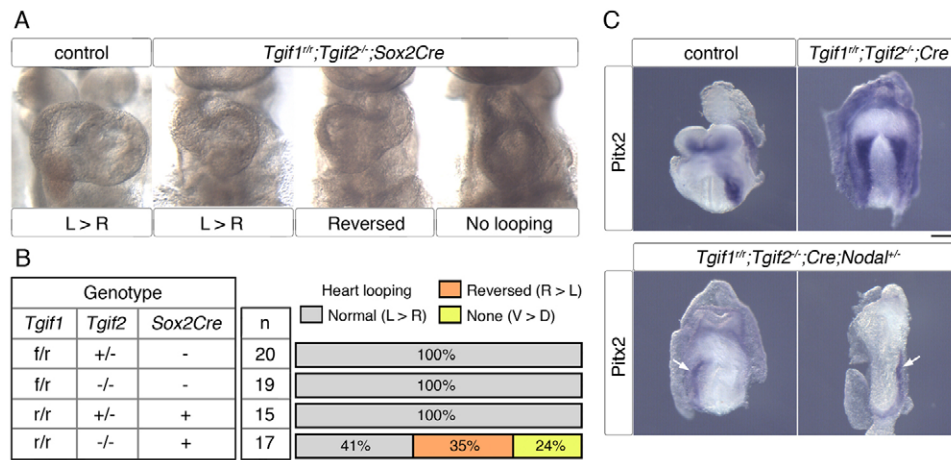 A
control
Tgif1r/r;Tgif2-/-;Sox2Cre
L > R
L > R
Reversed
No looping
B
Genotype
Tgif1 Tgif2 Sox2Cre
f/r +/- -
f/r -/- -
r/r +/- +
r/r -/- +
n
20
19
15
17
Heart looping
Reversed (R > L)
Normal (L > R)
None (V > D)
100%
100%
100%
41% 35% 24%
C
control
Tgif1r/r;Tgif2-/-;Cre
Pitx2
Tgif1r/r;Tgif2-/-;Cre;Nodal+/-
Pitx2